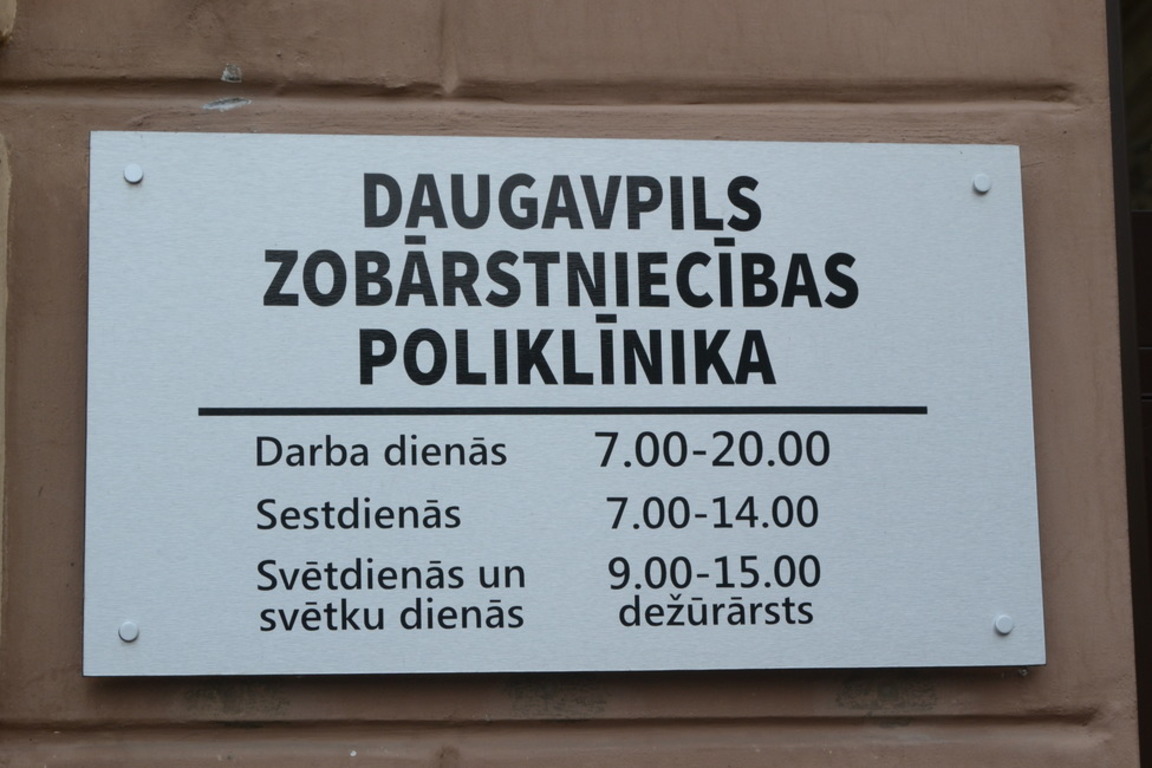 DAUGAVPILS
ZOBĀRSTNIECĪBAS
POLIKLĪNIKA
Darba dienās 7.00-20.00
Sestdienās 7.00-14.00
Svētdienās un 9.00-15.00
svētku dienās dežūrārsts